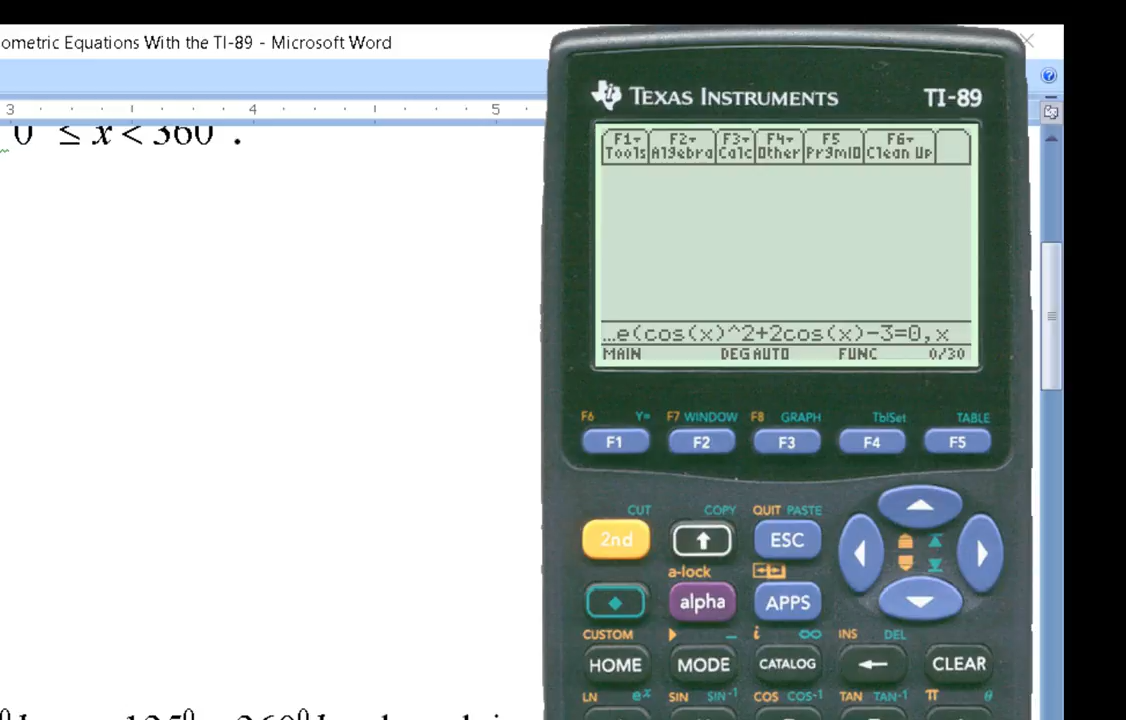 ometric Equations With the TI-89 - Microsoft Word
3 4 5
0 ≤ x < 360 .
TEXAS INSTRUMENTS TI-89
F1 F2 F3 F4 F5 F6
Tools Algebra Calc Other PrgmIO Clean Up
...e(cos(x)^2+2cos(x)-3=0,x
MAIN DEG AUTO FUNC 0/30
F6 Y= F7 WINDOW F8 GRAPH TblSet TABLE
F1 F2 F3 F4 F5
CUT COPY QUIT PASTE
2nd ESC
a-lock
alpha APPS
CUSTOM i ∞ INS DEL
HOME MODE CATALOG CLEAR
LN eˣ SIN SIN⁻¹ COS COS⁻¹ TAN TAN⁻¹ π θ